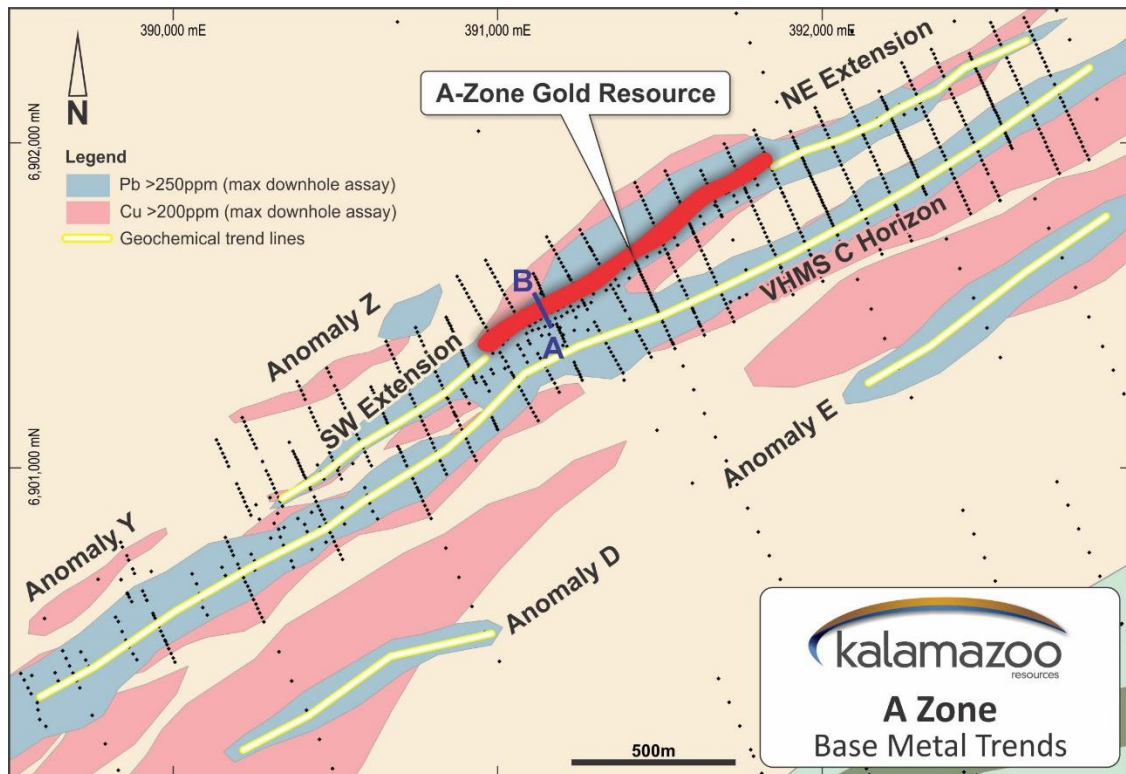 390,000 mE
391,000 mE
392,000 mE
N
6,902,000 mN
6,901,000 mN
Legend
Pb >250ppm (max downhole assay)
Cu >200ppm (max downhole assay)
Geochemical trend lines
A-Zone Gold Resource
NE Extension
VHMS C Horizon
B
A
Anomaly Z
SW Extension
Anomaly E
Anomaly Y
Anomaly D
500m
kalamazoo
resources
A Zone
Base Metal Trends